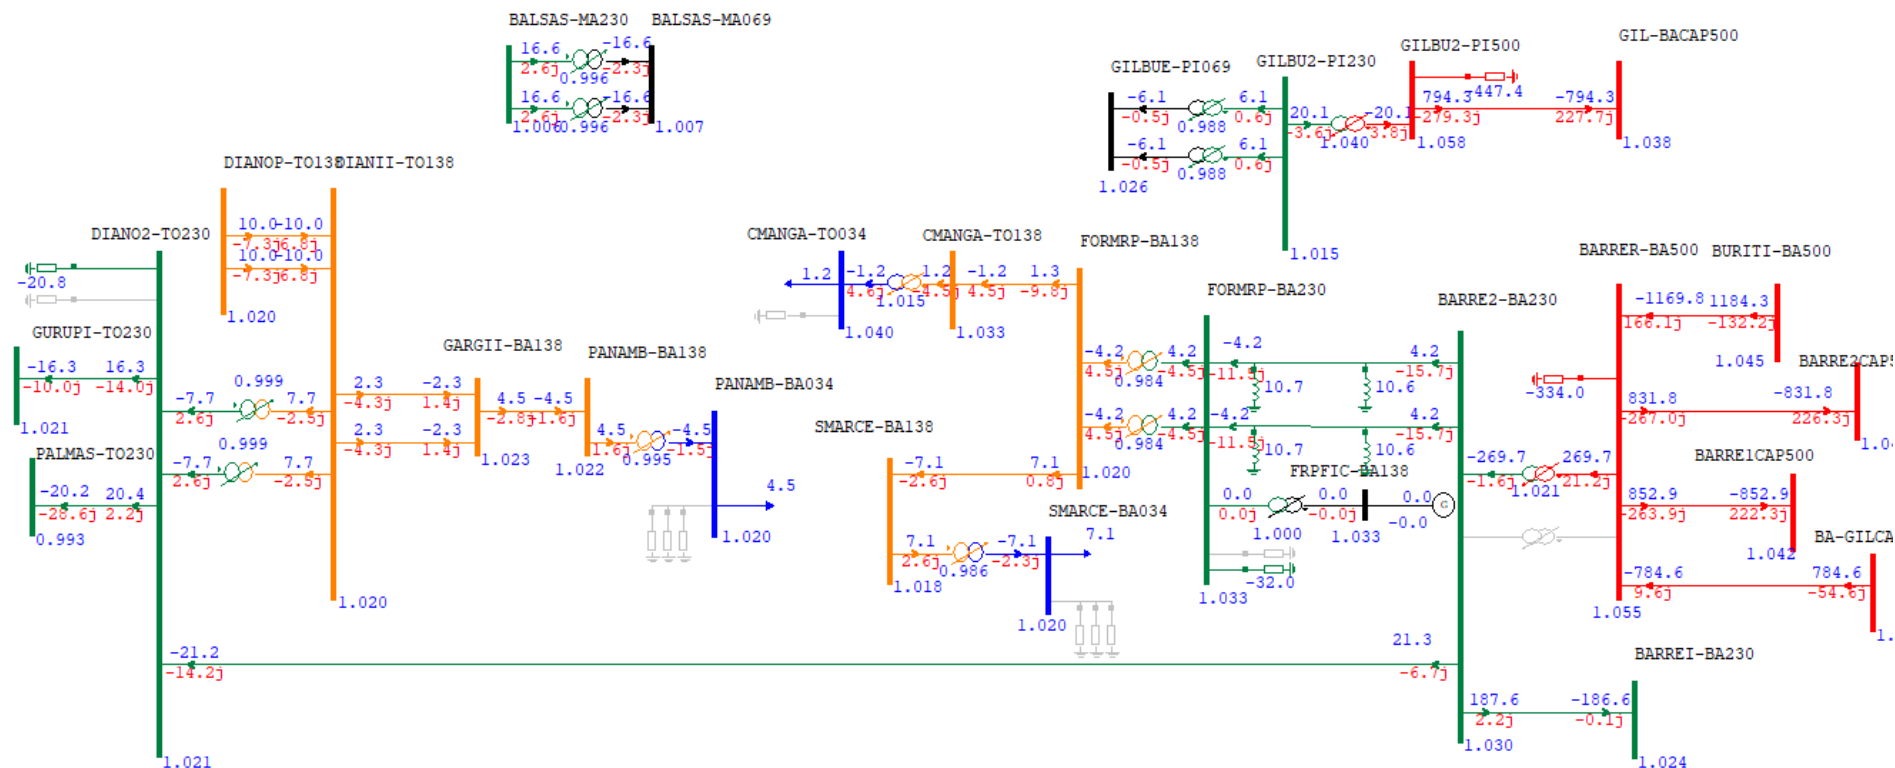 BALSAS-MA230
BALSAS-MA069
16.6
-16.6
2.6j
0.996
-2.3j
16.6
-16.6
2.6j
0.996
-2.3j
1.006
1.007
GILBUE-PI069
GILBU2-PI230
GILBU2-PI500
GIL-BACAP500
-6.1
6.1
-0.5j
0.988
0.6j
-6.1
6.1
-0.5j
0.988
0.6j
1.026
20.1
-20.1
-3.6j
3.8j
1.040
1.015
-447.4
794.3
-794.3
-279.3j
227.7j
1.058
1.038
DIANOP-TO138
DIANII-TO138
10.0
-10.0
-7.3j
6.8j
10.0
-10.0
-7.3j
6.8j
1.020
DIANO2-TO230
-20.8
GURUPI-TO230
-16.3
16.3
-10.0j
-14.0j
1.021
PALMAS-TO230
-20.2
20.4
-28.6j
2.2j
0.993
0.999
-7.7
7.7
2.6j
-2.5j
0.999
-7.7
7.7
2.6j
-2.5j
1.020
-21.2
-14.2j
1.021
GARGII-BA138
2.3
-2.3
-4.3j
1.4j
2.3
-2.3
-4.3j
1.4j
1.023
PANAMB-BA138
4.5
-4.5
-2.8j
-1.6j
1.022
PANAMB-BA034
4.5
-4.5
1.6j
0.995
-1.5j
4.5
1.020
CMANGA-TO034
CMANGA-TO138
FORMRP-BA138
1.2
-1.2
1.2
-1.2
1.3
4.6j
1.015
-4.5j
4.5j
-9.8j
1.040
1.033
-4.2
4.2
4.5j
0.984
-4.5j
-4.2
4.2
4.5j
0.984
-4.5j
1.020
SMARCE-BA138
-7.1
7.1
-2.6j
0.8j
7.1
-7.1
2.6j
0.986
-2.3j
1.018
SMARCE-BA034
7.1
1.020
FORMRP-BA230
-4.2
4.2
-11.5j
-15.7j
10.7
10.6
-4.2
4.2
-11.5j
-15.7j
10.7
10.6
FRPFIC-BA138
0.0
0.0
0.0
0.0j
-0.0j
-0.0
G
1.000
1.033
-32.0
1.033
BARRE2-BA230
-269.7
269.7
-1.6j
1.021
21.2j
21.3
-6.7j
1.030
BARRER-BA500
BURITI-BA500
-1169.8
1184.3
166.1j
-132.2j
1.045
-334.0
BARRE2CAP5
831.8
-831.8
-267.0j
226.3j
BARRE1CAP500
852.9
-852.9
-263.9j
222.3j
1.042
BA-GILCA
-784.6
784.6
9.6j
-54.6j
1.055
BARREI-BA230
187.6
-186.6
2.2j
-0.1j
1.024